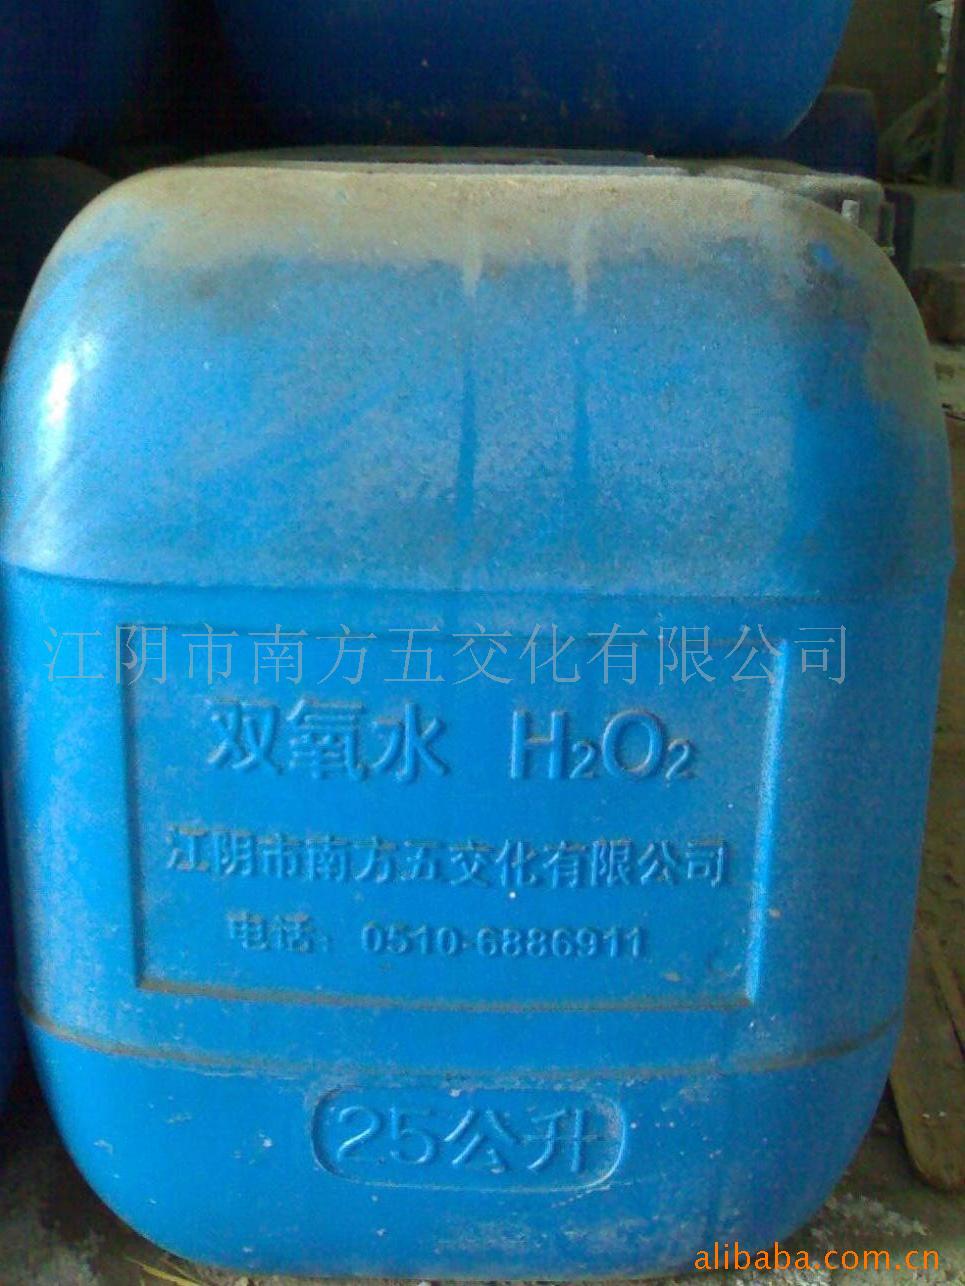 江阴市南方五交化有限公司
双氧水 H₂O₂
江阴市南方五交化有限公司
电话：0510-6886911
25公升
alibaba.com.cn